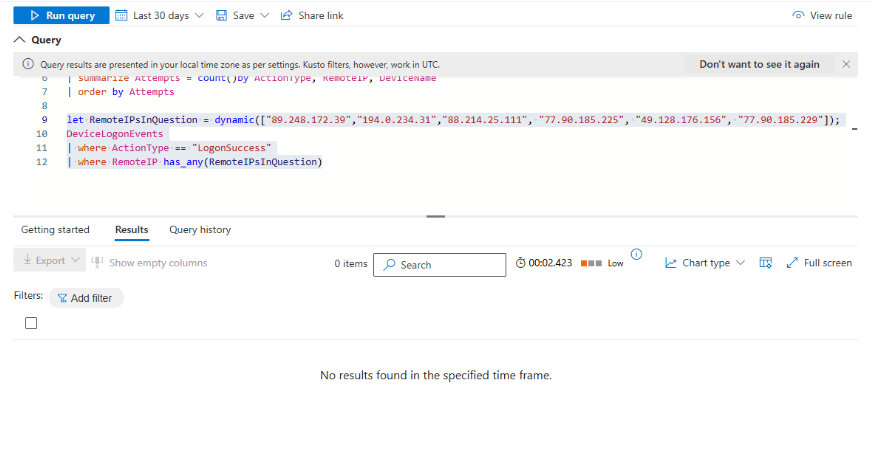 Run query Last 30 days Save Share link View rule
Query
Query results are presented in your local time zone as per settings. Kusto filters, however, work in UTC. Don't want to see it again
6 | summarize Attempts = count()by ActionType, RemoteIP, DeviceName
7 | order by Attempts
8
9 let RemoteIPsInQuestion = dynamic(["89.248.172.39","194.0.234.31","88.214.25.111", "77.90.185.225", "49.128.176.156", "77.90.185.229"]);
10 DeviceLogonEvents
11 | where ActionType == "LogonSuccess"
12 | where RemoteIP has_any(RemoteIPsInQuestion)
Getting started Results Query history
Export Show empty columns 0 items Search 00:02.423 Low Chart type Full screen
Filters: Add filter
No results found in the specified time frame.